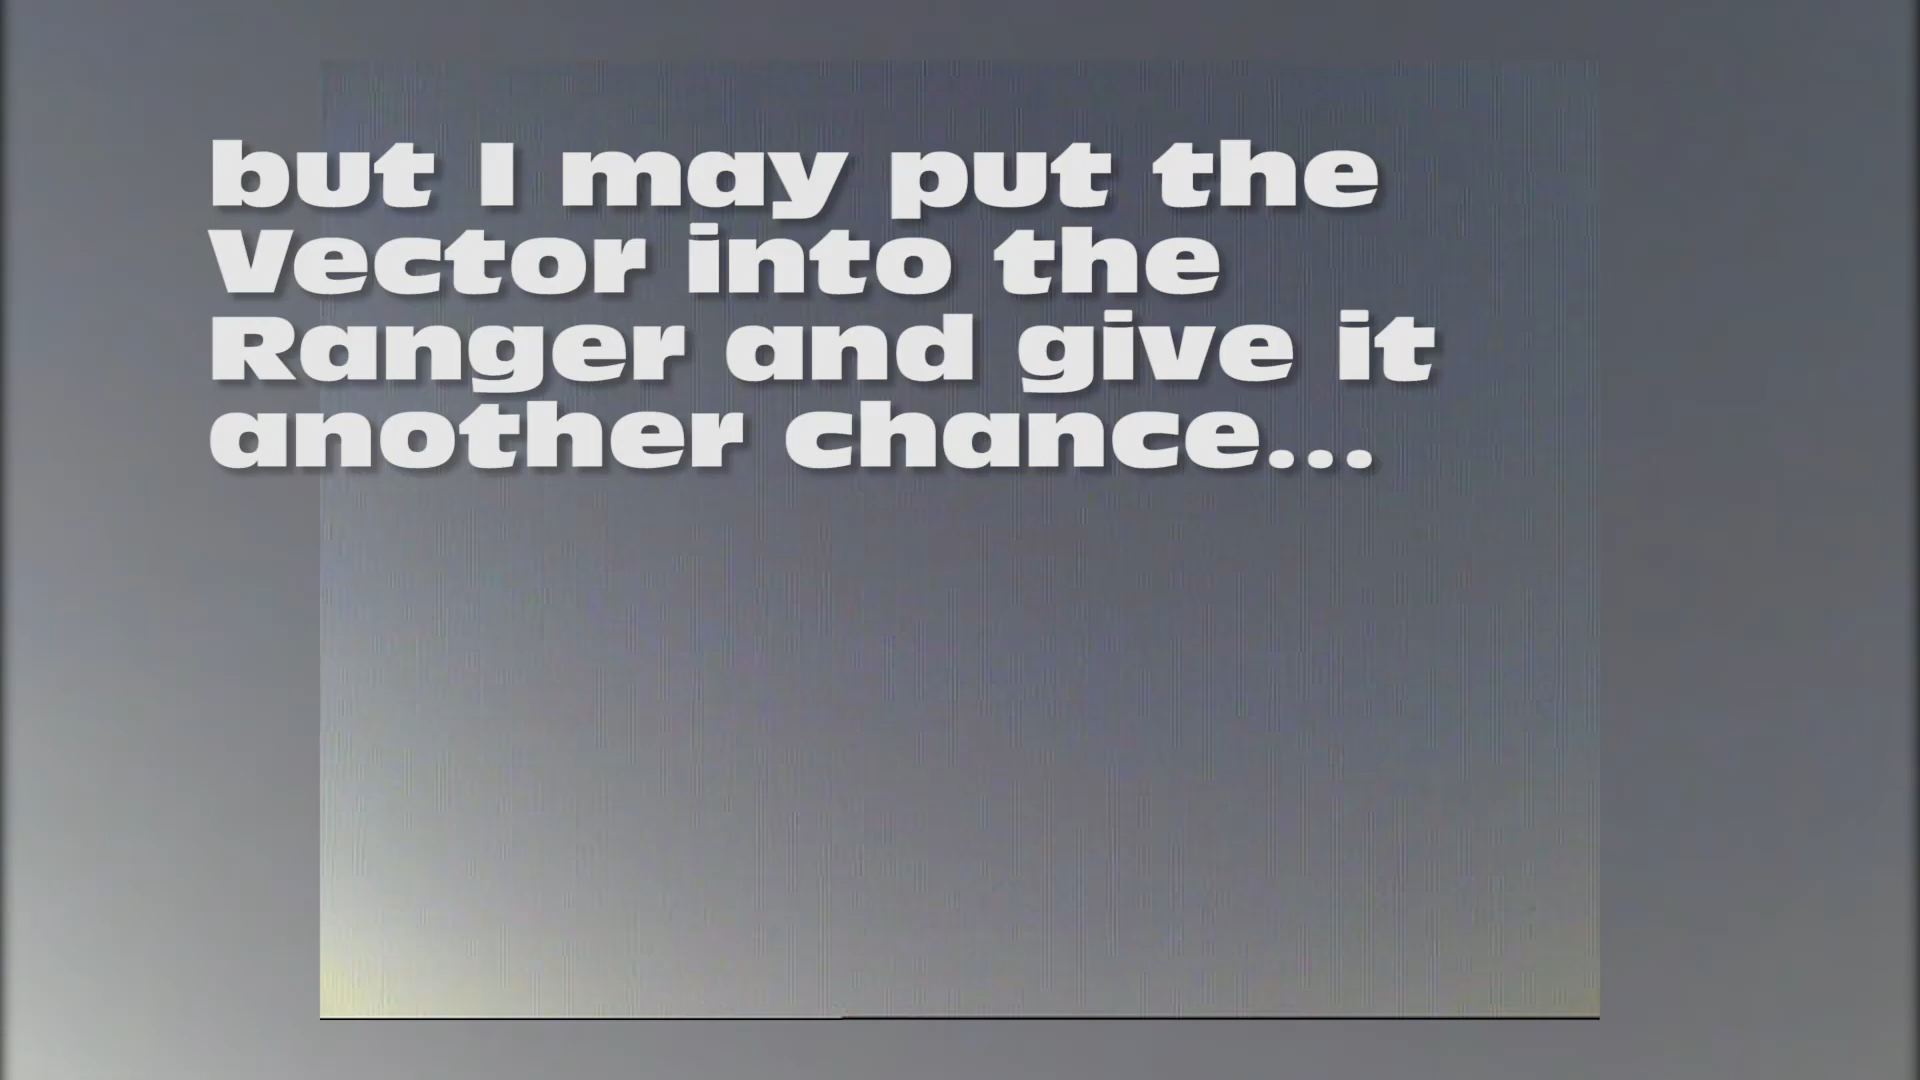 but I may put the
Vector into the
Ranger and give it
another chance...